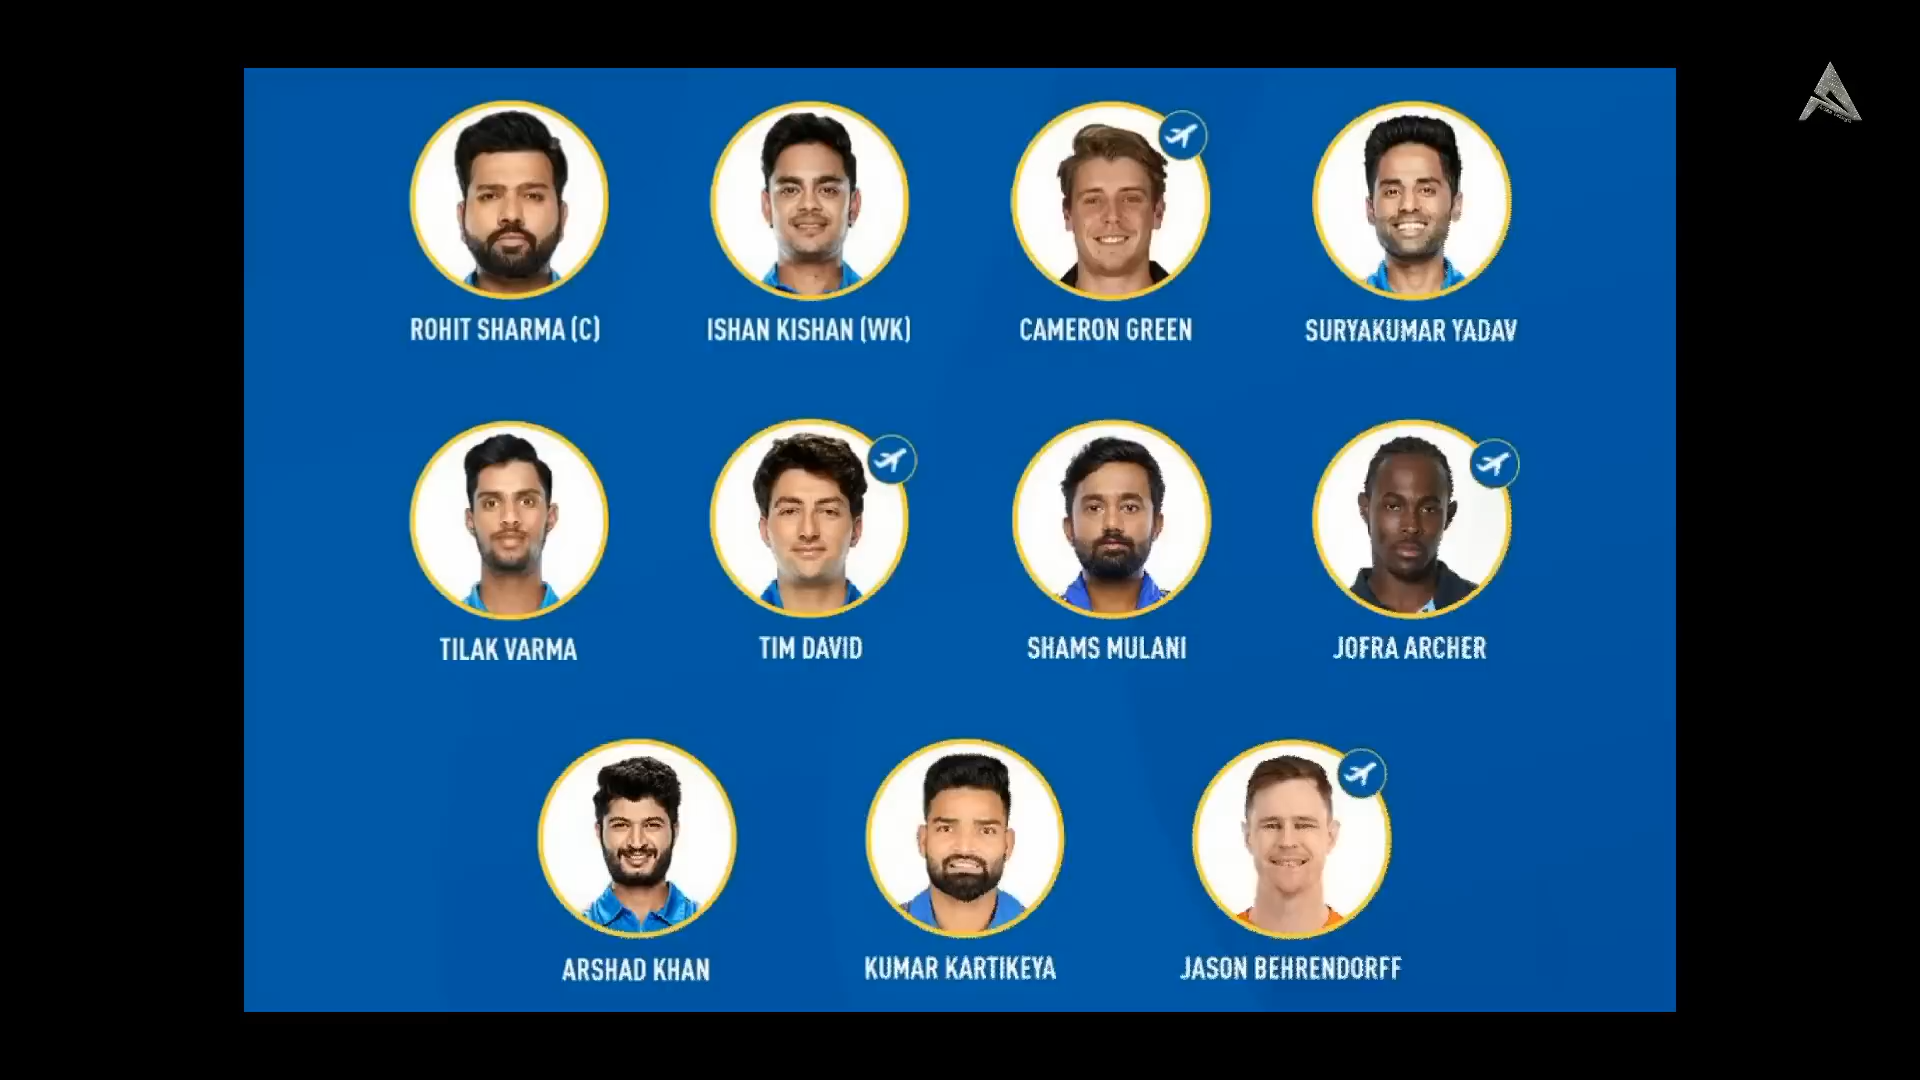 ROHIT SHARMA (C)
ISHAN KISHAN (WK)
CAMERON GREEN
SURYAKUMAR YADAV
TILAK VARMA
TIM DAVID
SHAMS MULANI
JOFRA ARCHER
ARSHAD KHAN
KUMAR KARTIKEYA
JASON BEHRENDORFF